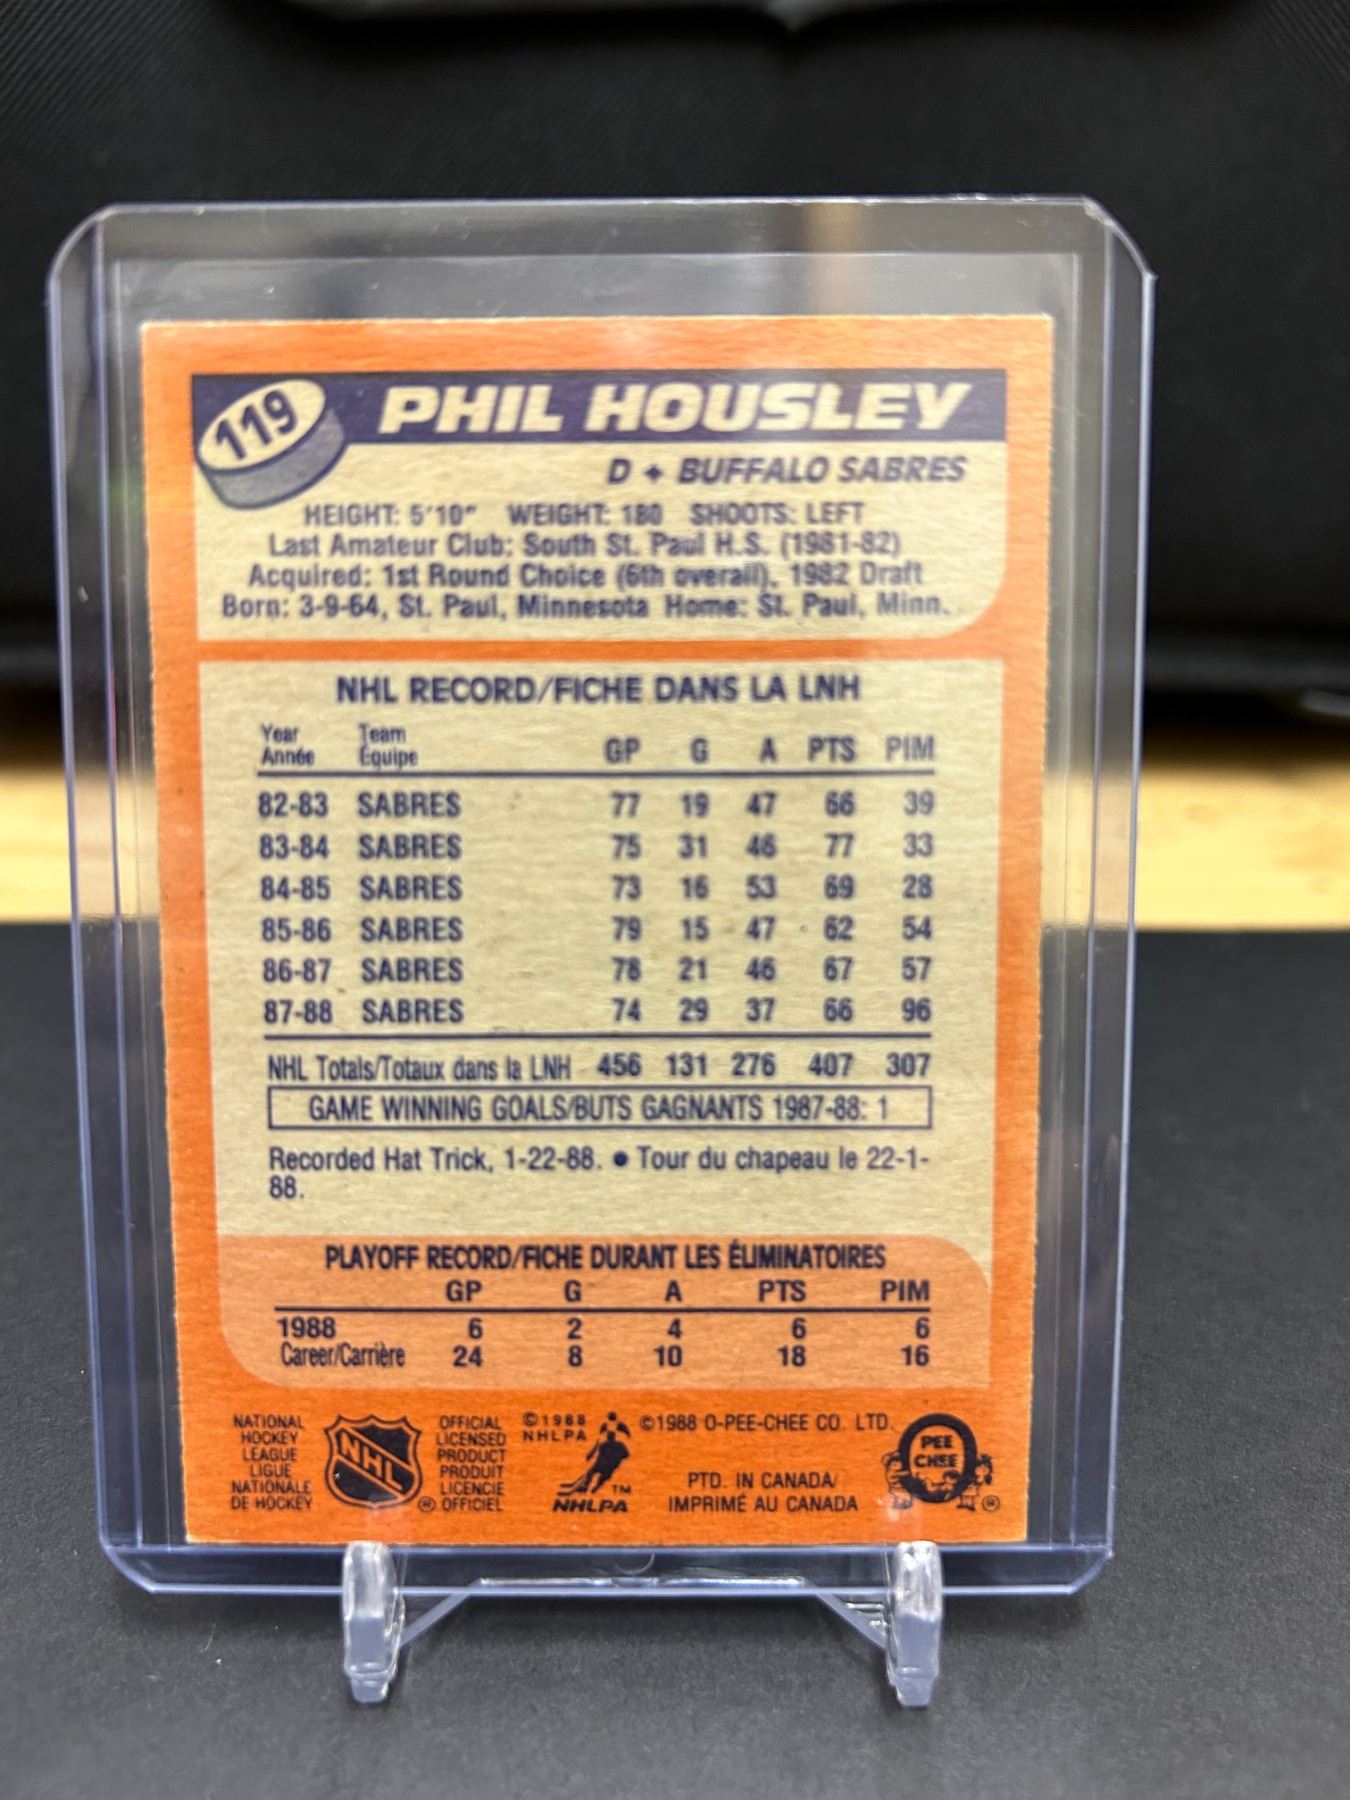 119 PHIL HOUSLEY
D ♦ BUFFALO SABRES
HEIGHT: 5'10" WEIGHT: 180 SHOOTS: LEFT
Last Amateur Club: South St. Paul H.S. (1981-82)
Acquired: 1st Round Choice (6th overall), 1982 Draft
Born: 3-9-64, St. Paul, Minnesota Home: St. Paul, Minn.
NHL RECORD/FICHE DANS LA LNH
Year Team
Année Équipe GP G A PTS PIM
82-83 SABRES 77 19 47 66 39
83-84 SABRES 75 31 46 77 33
84-85 SABRES 73 16 53 69 28
85-86 SABRES 79 15 47 62 54
86-87 SABRES 78 21 46 67 57
87-88 SABRES 74 29 37 66 96
NHL Totals/Totaux dans la LNH 456 131 276 407 307
GAME WINNING GOALS/BUTS GAGNANTS 1987-88: 1
Recorded Hat Trick, 1-22-88. ● Tour du chapeau le 22-1-
88.
PLAYOFF RECORD/FICHE DURANT LES ÉLIMINATOIRES
GP G A PTS PIM
1988 6 2 4 6 6
Career/Carrière 24 8 10 18 16
NATIONAL
HOCKEY
LEAGUE
LIGUE
NATIONALE
DE HOCKEY
NHL
®
OFFICIAL
LICENSED
PRODUCT
PRODUIT
LICENCIE
OFFICIEL
©1988
NHLPA
TM
NHLPA
©1988 O-PEE-CHEE CO. LTD.
PTD. IN CANADA/
IMPRIMÉ AU CANADA
O
PEE
CHEE
®